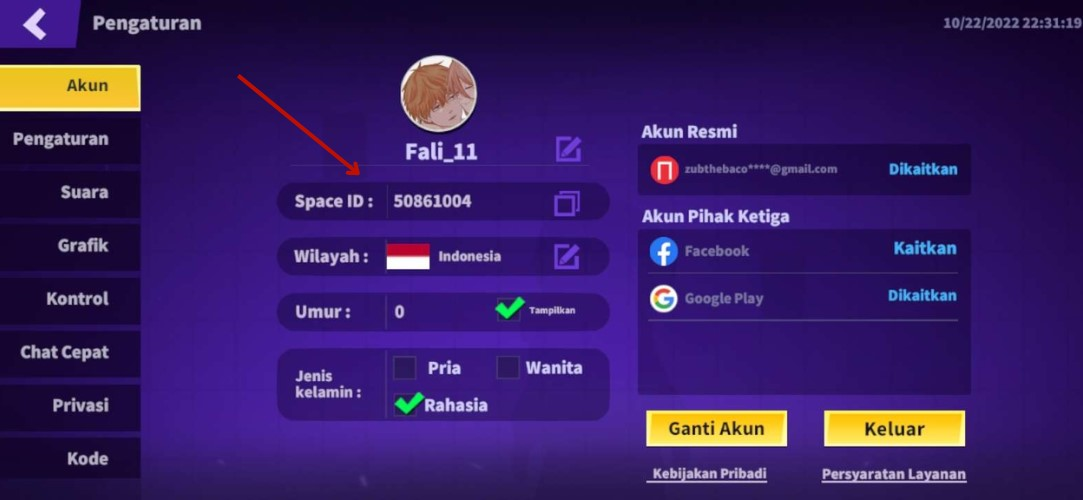 Pengaturan
10/22/2022 22:31:19
Akun
Pengaturan
Suara
Grafik
Kontrol
Chat Cepat
Privasi
Kode
Fali_11
Space ID : 50861004
Wilayah : Indonesia
Umur : 0 Tampilkan
Jenis kelamin : Pria Wanita
Rahasia
Akun Resmi
zubthebaco****@gmail.com Dikaitkan
Akun Pihak Ketiga
Facebook Kaitkan
Google Play Dikaitkan
Ganti Akun Keluar
Kebijakan Pribadi Persyaratan Layanan